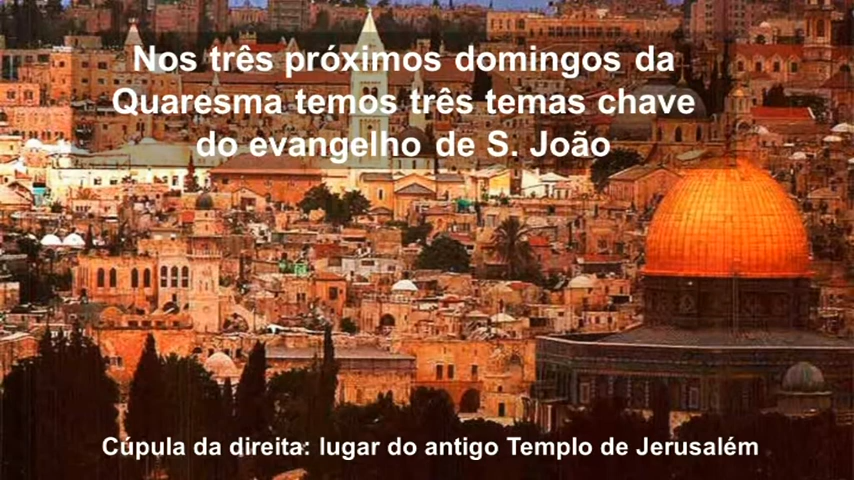 Nos três próximos domingos da
Quaresma temos três temas chave
do evangelho de S. João
Cúpula da direita: lugar do antigo Templo de Jerusalém